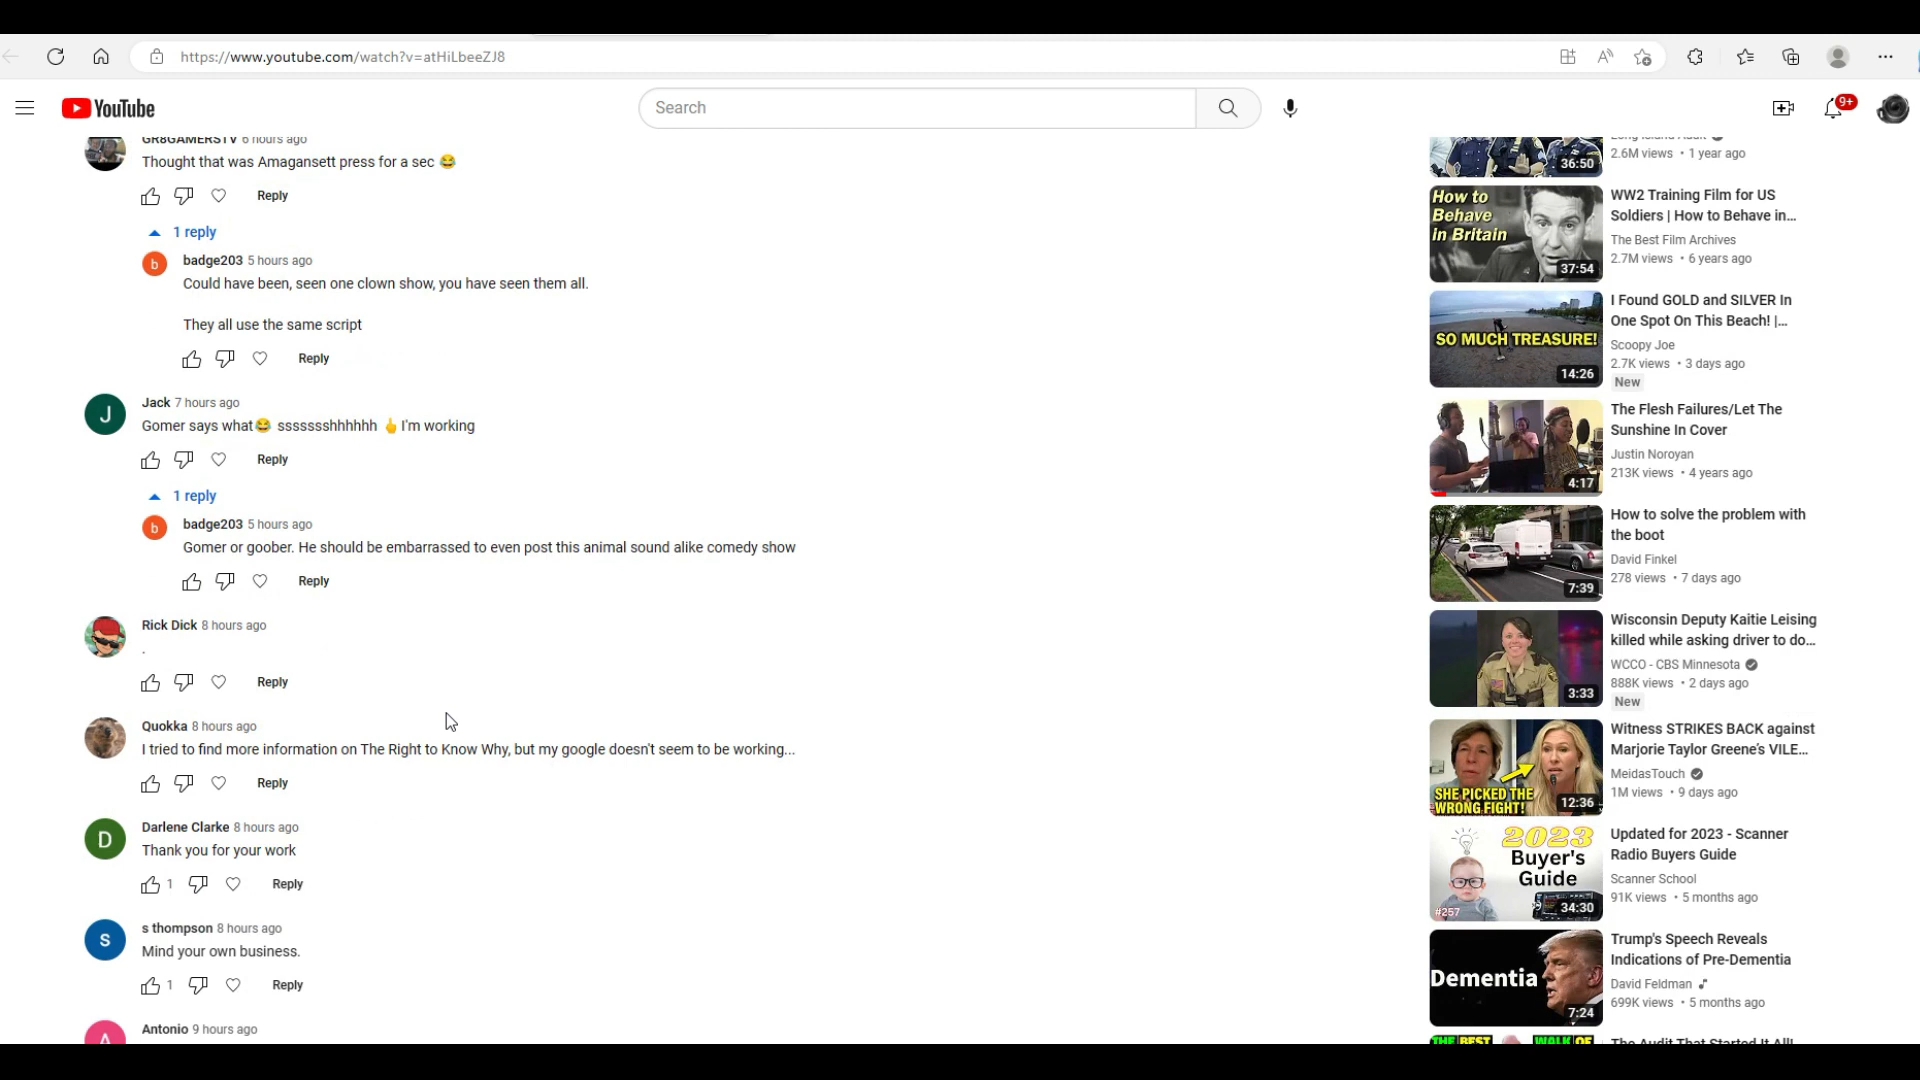 https://www.youtube.com/watch?v=atHiLbeeZJ8
YouTube
Search
9+
GR8GAMERSTV 6 hours ago
Thought that was Amagansett press for a sec 😂
Reply
1 reply
b
badge203 5 hours ago
Could have been, seen one clown show, you have seen them all.
They all use the same script
Reply
J
Jack 7 hours ago
Gomer says what😂 ssssssshhhhhh 👆I'm working
Reply
1 reply
b
badge203 5 hours ago
Gomer or goober. He should be embarrassed to even post this animal sound alike comedy show
Reply
Rick Dick 8 hours ago
.
Reply
Quokka 8 hours ago
I tried to find more information on The Right to Know Why, but my google doesn't seem to be working...
Reply
D
Darlene Clarke 8 hours ago
Thank you for your work
1 Reply
s
s thompson 8 hours ago
Mind your own business.
1 Reply
A
Antonio 9 hours ago
36:50
Long Island Audit
2.6M views • 1 year ago
How to
Behave
in Britain
37:54
WW2 Training Film for US
Soldiers | How to Behave in...
The Best Film Archives
2.7M views • 6 years ago
SO MUCH TREASURE!
14:26
I Found GOLD and SILVER In
One Spot On This Beach! |...
Scoopy Joe
2.7K views • 3 days ago
New
4:17
The Flesh Failures/Let The
Sunshine In Cover
Justin Noroyan
213K views • 4 years ago
7:39
How to solve the problem with
the boot
David Finkel
278 views • 7 days ago
3:33
Wisconsin Deputy Kaitie Leising
killed while asking driver to do...
WCCO - CBS Minnesota
888K views • 2 days ago
New
SHE PICKED THE
WRONG FIGHT!
12:36
Witness STRIKES BACK against
Marjorie Taylor Greene's VILE...
MeidasTouch
1M views • 9 days ago
2023
Buyer's
Guide
#257
34:30
Updated for 2023 - Scanner
Radio Buyers Guide
Scanner School
91K views • 5 months ago
Dementia
7:24
Trump's Speech Reveals
Indications of Pre-Dementia
David Feldman
699K views • 5 months ago
THE BEST
WALK OF
The Audit That Started It All!